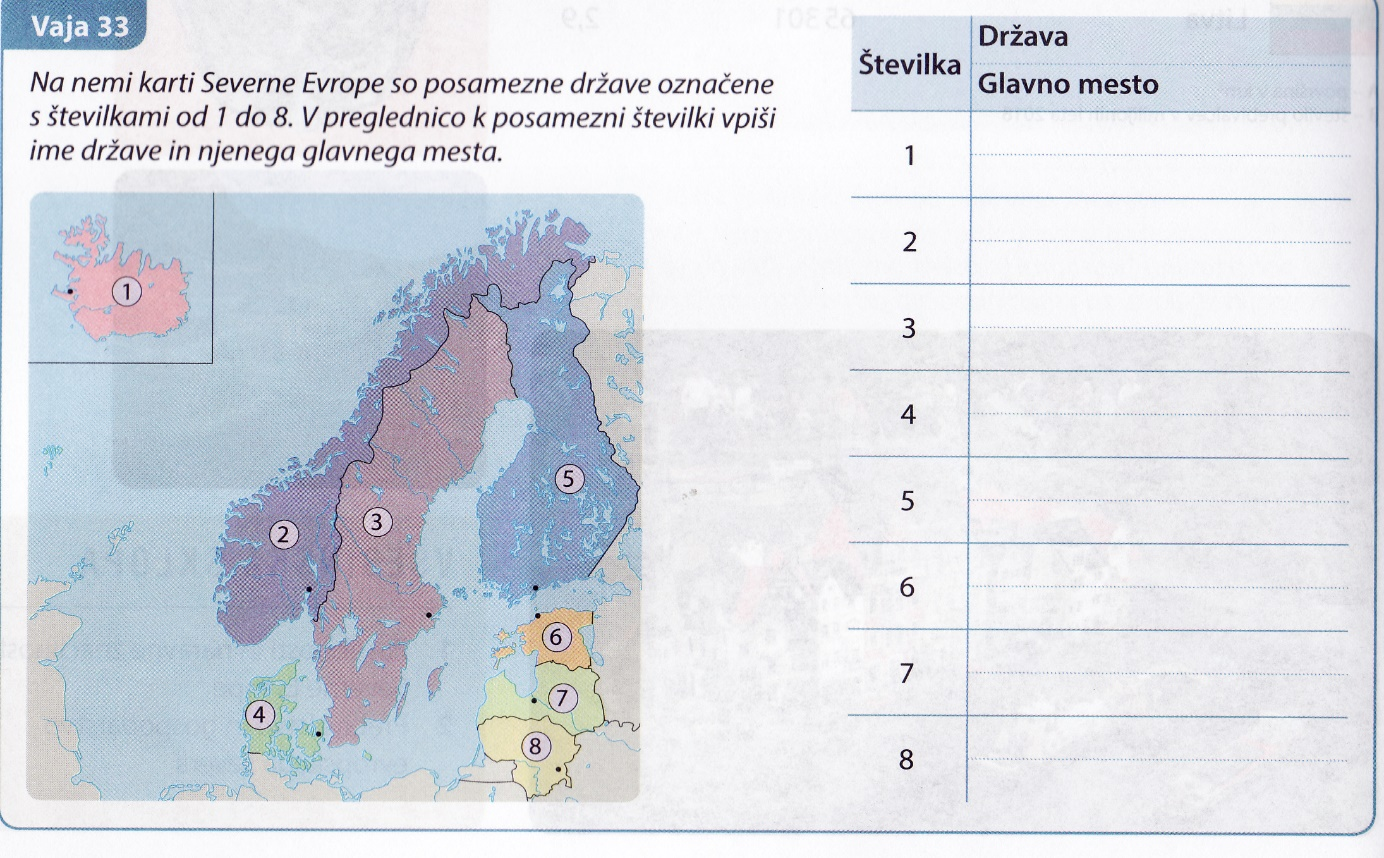 Vaja 33
Na nemi karti Severne Evrope so posamezne države označene
s številkami od 1 do 8. V preglednico k posamezni številki vpiši
ime države in njenega glavnega mesta.
1
2
3
4
5
6
7
8
Številka
Država
Glavno mesto
1
2
3
4
5
6
7
8